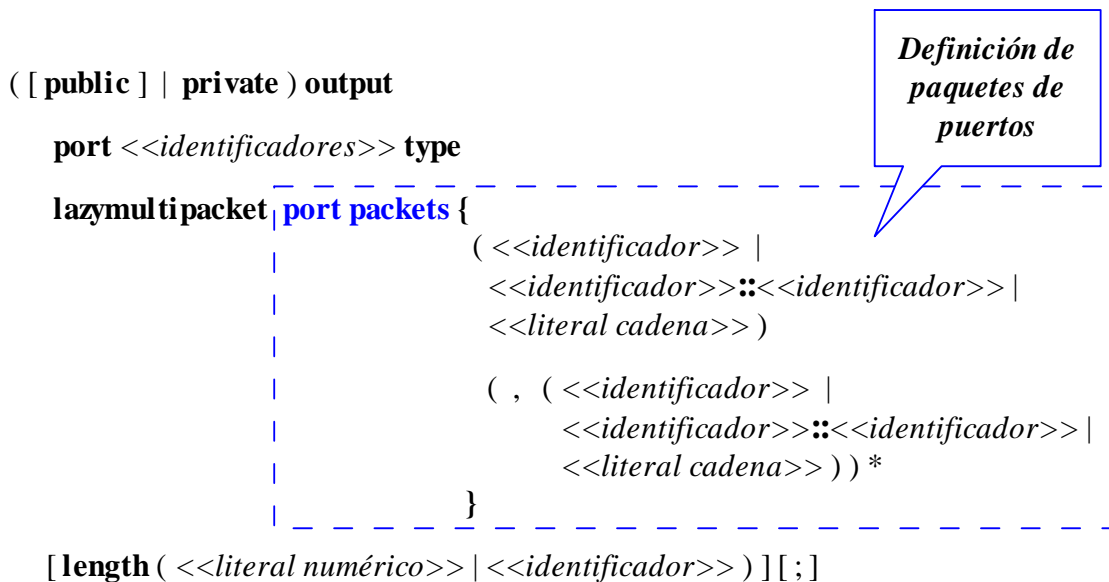 Definición de
paquetes de
puertos
( [ public ] | private ) output
port <<identificadores>> type
lazymultipacket port packets {
( <<identificador>> |
<<identificador>>::<<identificador>> |
<<literal cadena>> )
( , ( <<identificador>> |
<<identificador>>::<<identificador>> |
<<literal cadena>> ) ) *
}
[ length ( <<literal numérico>> | <<identificador>> ) ] [ ; ]